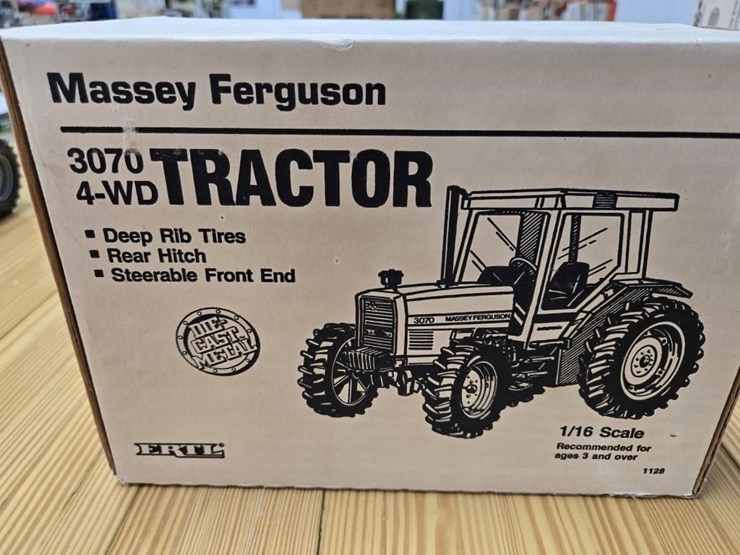 Massey Ferguson
3070
4-WD
TRACTOR
▪ Deep Rib Tires
▪ Rear Hitch
▪ Steerable Front End
DIE
CAST
METAL
3070 MASSEY FERGUSON
ERTL®
1/16 Scale
Recommended for
ages 3 and over
1128